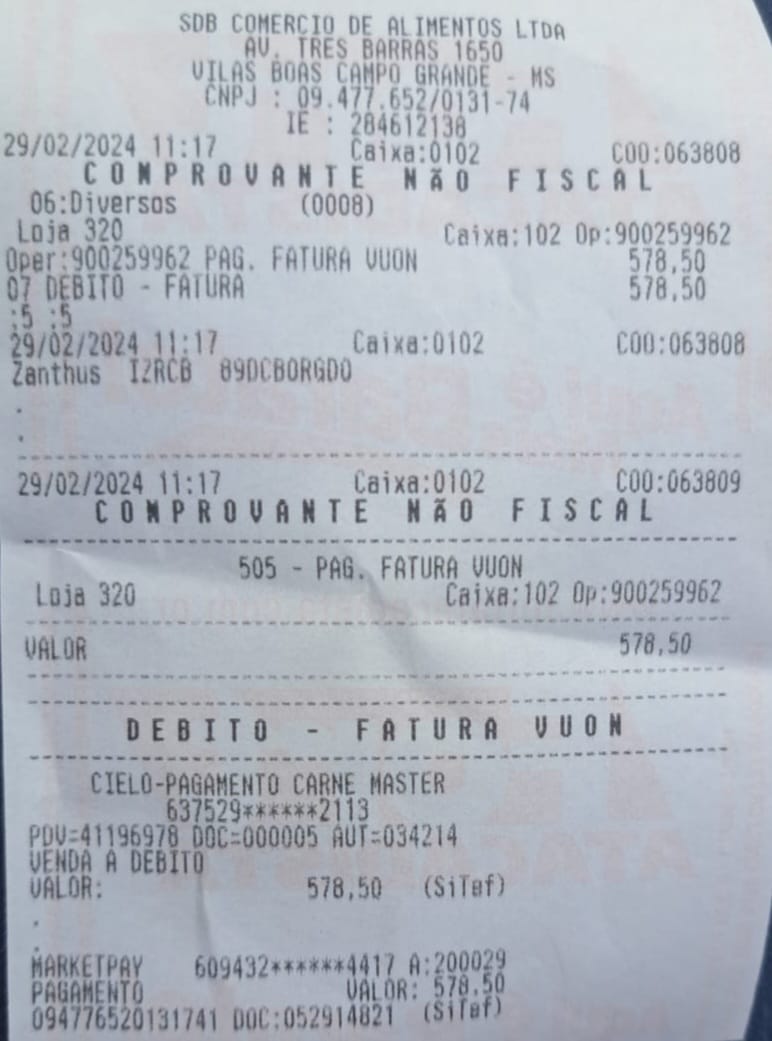 SDB COMERCIO DE ALIMENTOS LTDA
AV. TRES BARRAS 1650
VILAS BOAS CAMPO GRANDE - MS
CNPJ : 09.477.652/0131-74
IE : 284612138
29/02/2024 11:17 Caixa:0102 COO:063808
COMPROVANTE NÃO FISCAL
06:Diversos (0008)
Loja 320 Caixa:102 Op:900259962
Oper:900259962 PAG. FATURA VUON 578,50
07 DEBITO - FATURA 578,50
:5 :5
29/02/2024 11:17 Caixa:0102 COO:063808
Zanthus IZRCB 89DCBORGDO
.
.
29/02/2024 11:17 Caixa:0102 COO:063809
COMPROVANTE NÃO FISCAL
505 - PAG. FATURA VUON
Loja 320 Caixa:102 Op:900259962
VALOR 578,50
DEBITO - FATURA VUON
CIELO-PAGAMENTO CARNE MASTER
637529******2113
PDV=41196978 DOC=000005 AUT=034214
VENDA A DEBITO
VALOR: 578,50 (SiTef)
.
.
MARKETPAY 609432******4417 A:200029
PAGAMENTO VALOR: 578,50
094776520131741 DOC:052914821 (SiTef)